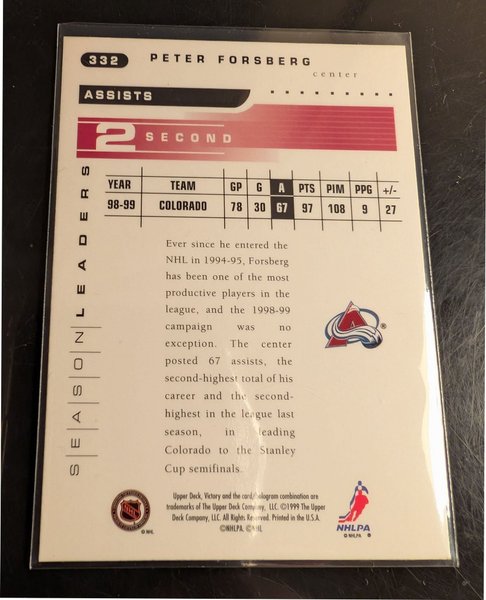 332 PETER FORSBERG
center
ASSISTS
2 SECOND
SEASON LEADERS
YEAR TEAM GP G A PTS PIM PPG +/-
98-99 COLORADO 78 30 67 97 108 9 27
Ever since he entered the
NHL in 1994-95, Forsberg
has been one of the most
productive players in the
league, and the 1998-99
campaign was no
exception. The center
posted 67 assists, the
second-highest total of his
career and the second-
highest in the league last
season, in leading
Colorado to the Stanley
Cup semifinals.
®
Upper Deck, Victory and the card/hologram combination are
trademarks of The Upper Deck Company, LLC. ©1999 The Upper
Deck Company, LLC. All Rights Reserved. Printed in the U.S.A.
©NHLPA. ©NHL
NHL
©NHL
NHLPA
©NHLPA ®